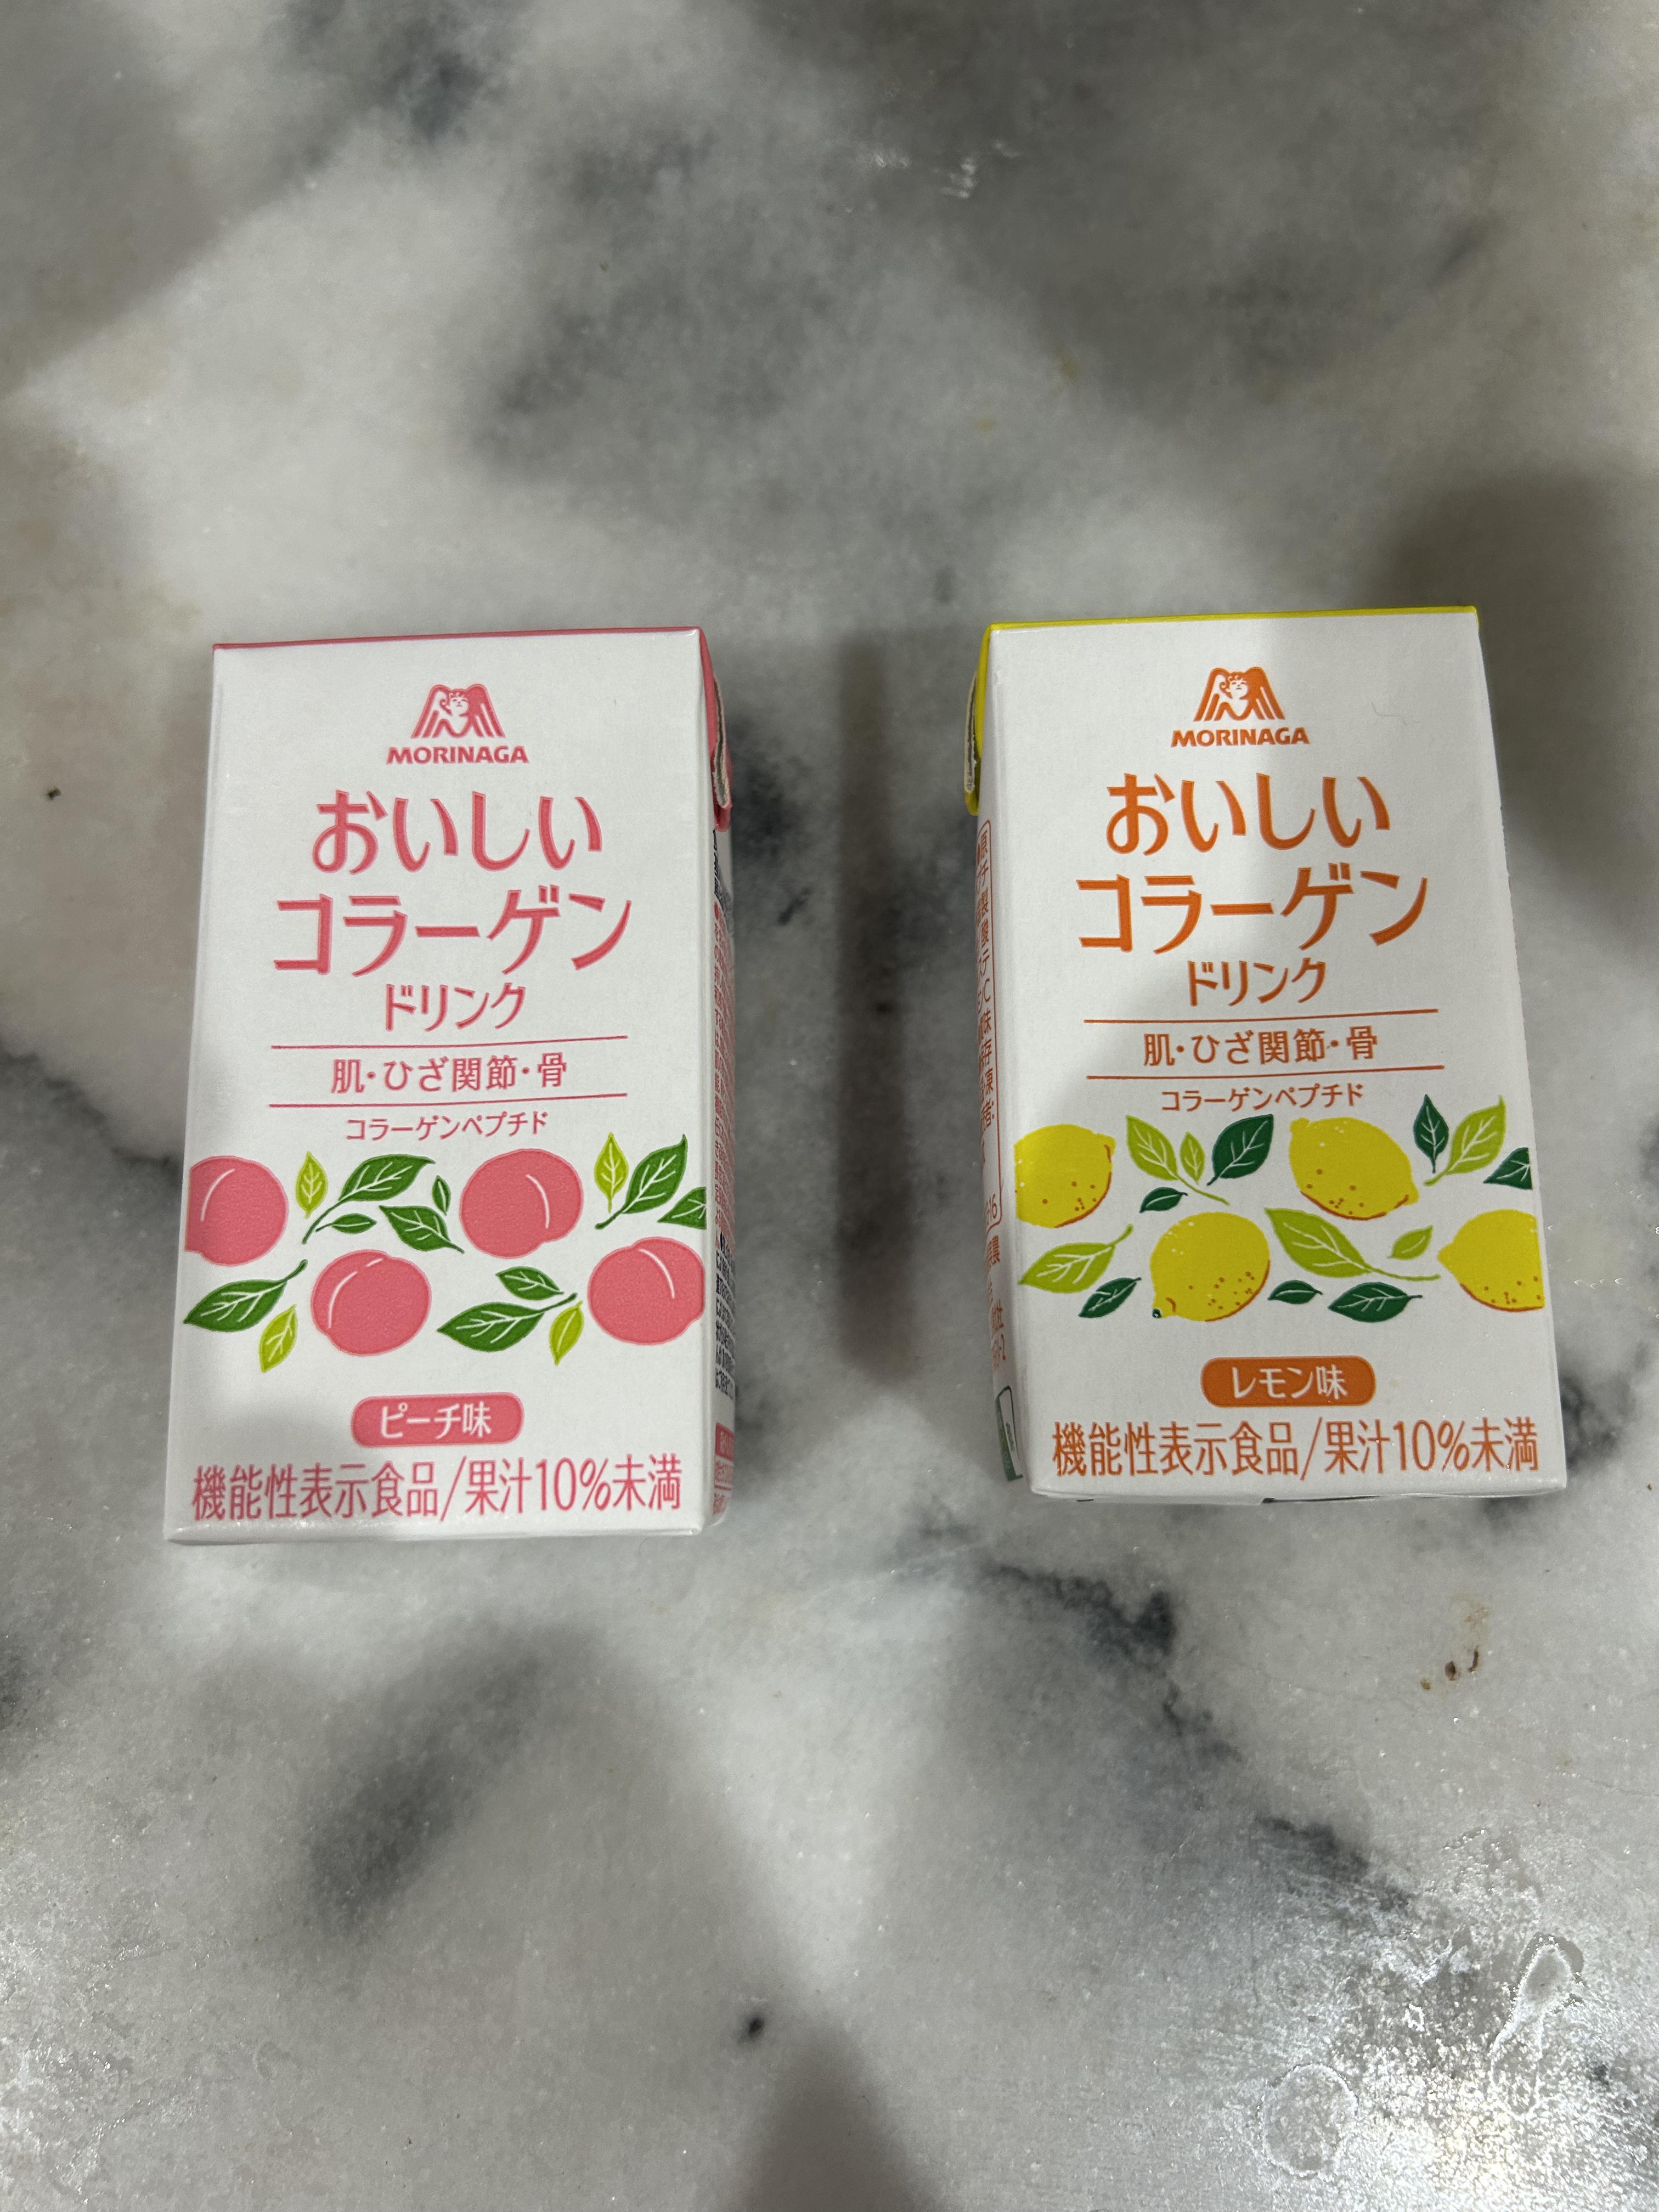 MORINAGA
おいしい
コラーゲン
ドリンク
肌・ひざ関節・骨
コラーゲンペプチド
ピーチ味
機能性表示食品/果汁10%未満
MORINAGA
おいしい
コラーゲン
ドリンク
肌・ひざ関節・骨
コラーゲンペプチド
レモン味
機能性表示食品/果汁10%未満